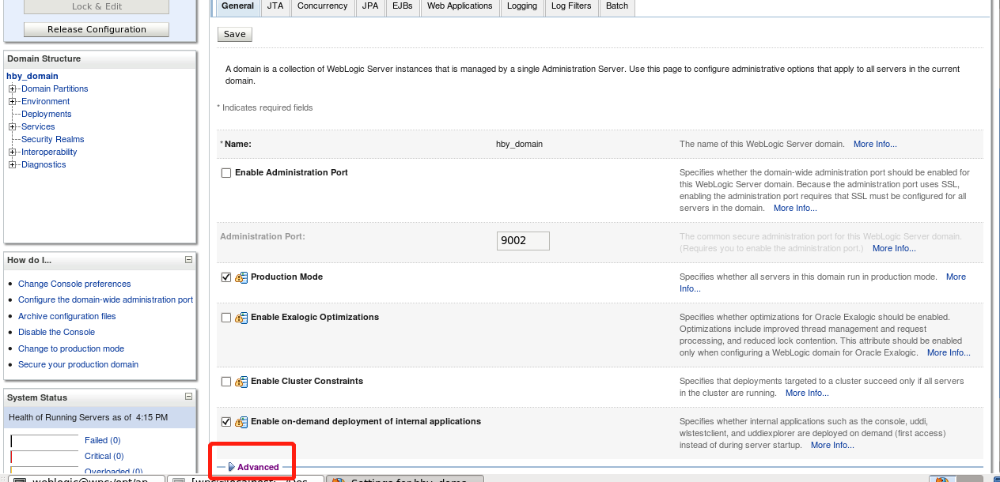 Lock & Edit
Release Configuration
Domain Structure
hby_domain
Domain Partitions
Environment
Deployments
Services
Security Realms
Interoperability
Diagnostics
How do I...
Change Console preferences
Configure the domain-wide administration port
Archive configuration files
Disable the Console
Change to production mode
Secure your production domain
System Status
Health of Running Servers as of 4:15 PM
Failed (0)
Critical (0)
Overloaded (0)
General JTA Concurrency JPA EJBs Web Applications Logging Log Filters Batch
Save
A domain is a collection of WebLogic Server instances that is managed by a single Administration Server. Use this page to configure administrative options that apply to all servers in the current
domain.
* Indicates required fields
* Name: hby_domain The name of this WebLogic Server domain. More Info...
Enable Administration Port
Specifies whether the domain-wide administration port should be enabled for
this WebLogic Server domain. Because the administration port uses SSL,
enabling the administration port requires that SSL must be configured for all
servers in the domain. More Info...
Administration Port: 9002
The common secure administration port for this WebLogic Server domain.
(Requires you to enable the administration port.) More Info...
Production Mode
Specifies whether all servers in this domain run in production mode. More
Info...
Enable Exalogic Optimizations
Specifies whether optimizations for Oracle Exalogic should be enabled.
Optimizations include improved thread management and request
processing, and reduced lock contention. This attribute should be enabled
only when configuring a WebLogic domain for Oracle Exalogic. More Info...
Enable Cluster Constraints
Specifies that deployments targeted to a cluster succeed only if all servers
in the cluster are running. More Info...
Enable on-demand deployment of internal applications
Specifies whether internal applications such as the console, uddi,
wlstestclient, and uddiexplorer are deployed on demand (first access)
instead of during server startup. More Info...
Advanced
Settings for hby_doma